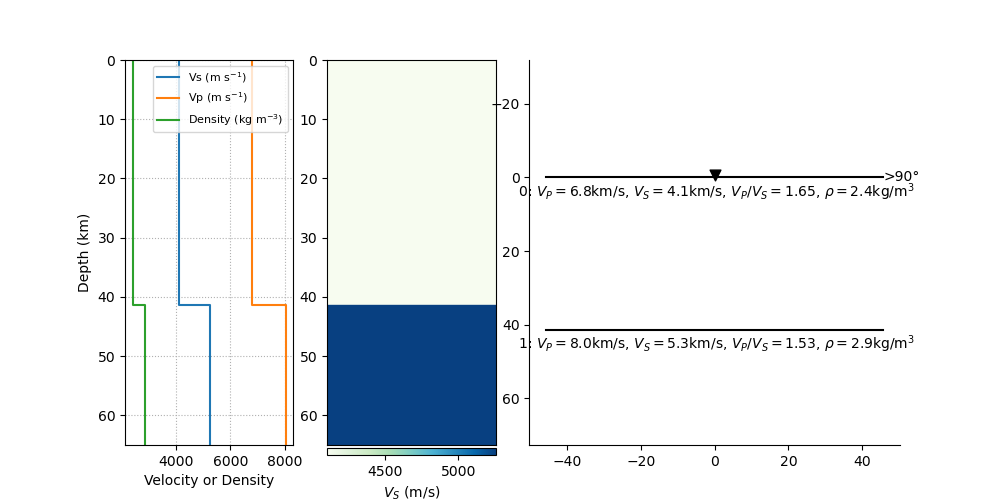 0
10
20
30
40
50
60
Depth (km)
4000 6000 8000
Velocity or Density
Vs (m s⁻¹)
Vp (m s⁻¹)
Density (kg m⁻³)
0
10
20
30
40
50
60
4500 5000
V_S (m/s)
−20
0
20
40
60
>90°
0: V_P = 6.8km/s, V_S = 4.1km/s, V_P/V_S = 1.65, ρ = 2.4kg/m³
1: V_P = 8.0km/s, V_S = 5.3km/s, V_P/V_S = 1.53, ρ = 2.9kg/m³
−40 −20 0 20 40